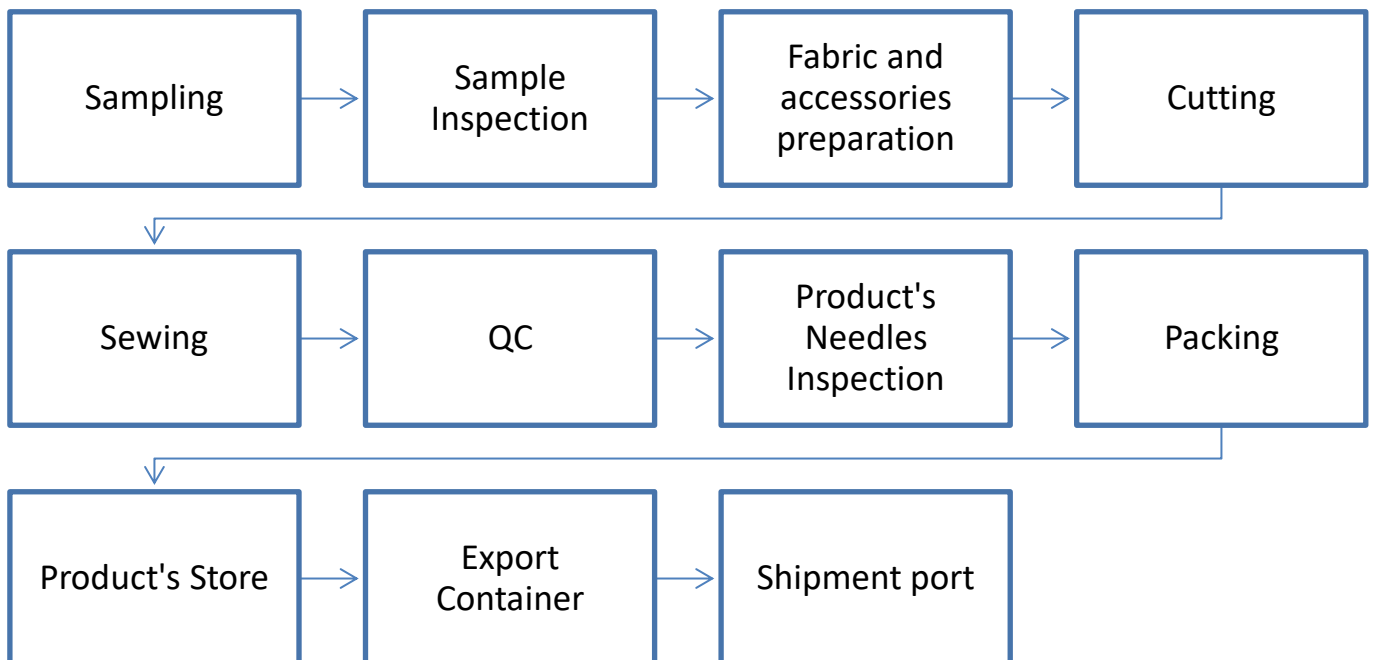 Sampling
Sample
Inspection
Fabric and
accessories
preparation
Cutting
Sewing
QC
Product's
Needles
Inspection
Packing
Product's Store
Export
Container
Shipment port